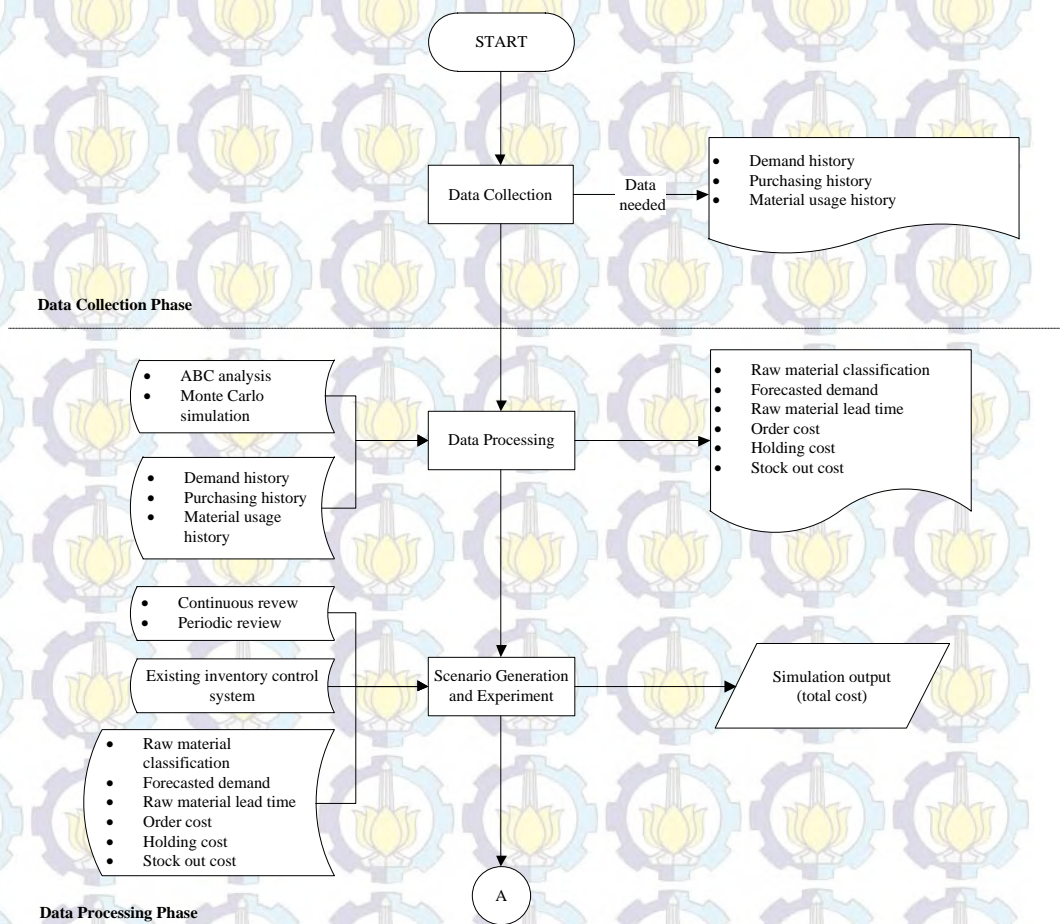 START
Data Collection
Data
needed
• Demand history
• Purchasing history
• Material usage history
Data Collection Phase
• ABC analysis
• Monte Carlo
simulation
• Demand history
• Purchasing history
• Material usage
history
Data Processing
• Raw material classification
• Forecasted demand
• Raw material lead time
• Order cost
• Holding cost
• Stock out cost
• Continuous revew
• Periodic review
Existing inventory control
system
• Raw material
classification
• Forecasted demand
• Raw material lead time
• Order cost
• Holding cost
• Stock out cost
Scenario Generation
and Experiment
Simulation output
(total cost)
A
Data Processing Phase